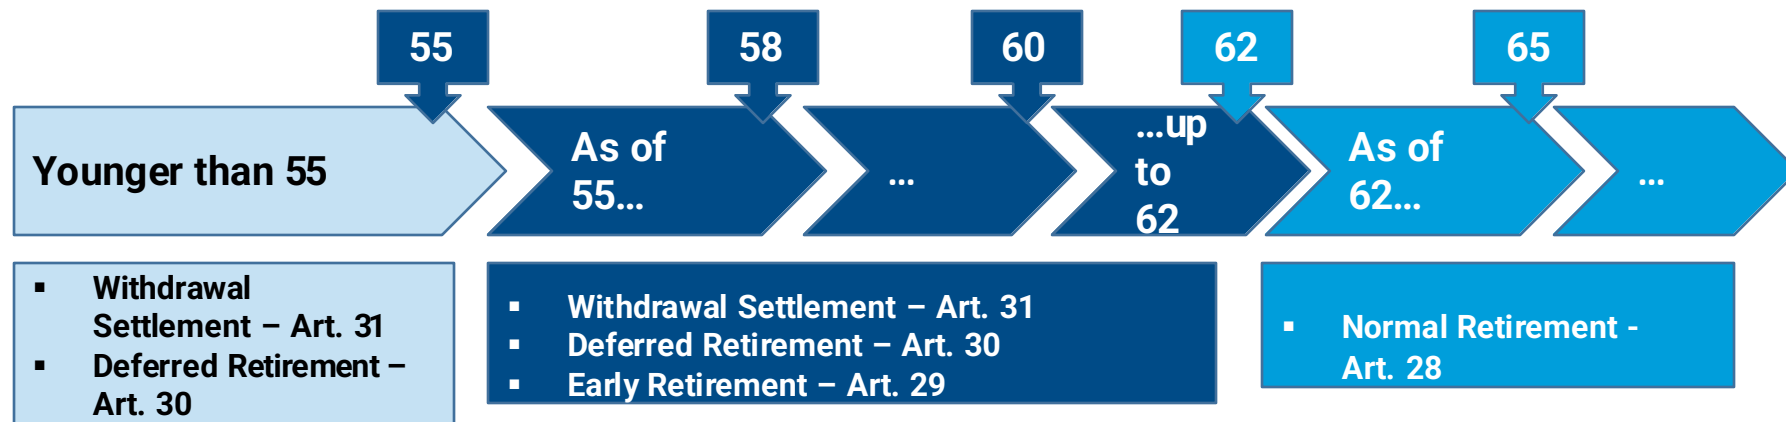 55
58
60
62
65
Younger than 55
As of
55...
...
...up
to
62
As of
62...
...
▪ Withdrawal
Settlement – Art. 31
▪ Deferred Retirement –
Art. 30
▪ Withdrawal Settlement – Art. 31
▪ Deferred Retirement – Art. 30
▪ Early Retirement – Art. 29
▪ Normal Retirement -
Art. 28